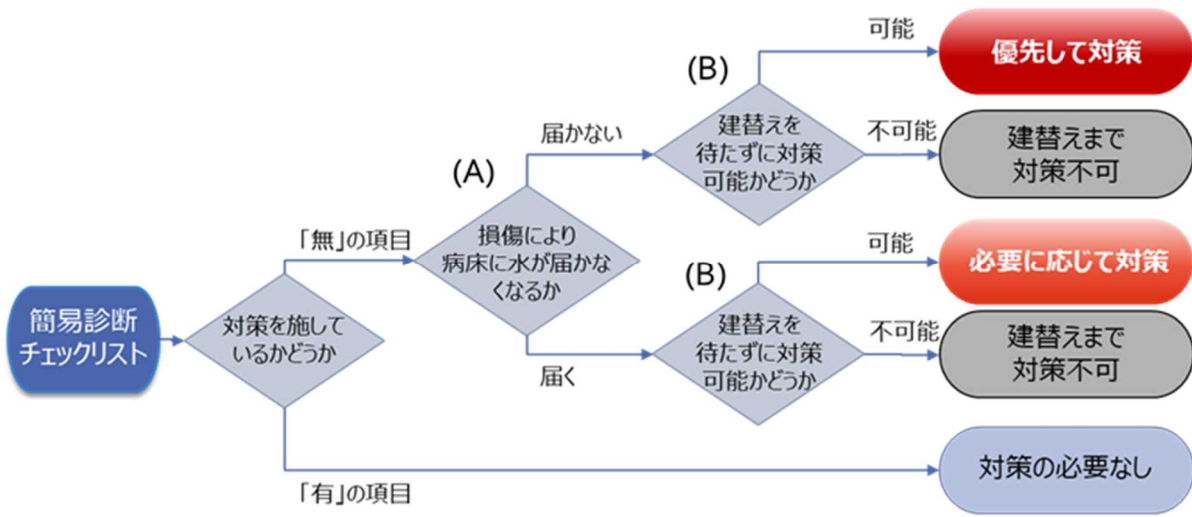 簡易診断
チェックリスト
対策を施して
いるかどうか
「無」の項目
「有」の項目
(A)
損傷により
病床に水が届かな
くなるか
届かない
届く
(B)
建替えを
待たずに対策
可能かどうか
可能
不可能
優先して対策
建替えまで
対策不可
(B)
建替えを
待たずに対策
可能かどうか
可能
不可能
必要に応じて対策
建替えまで
対策不可
対策の必要なし